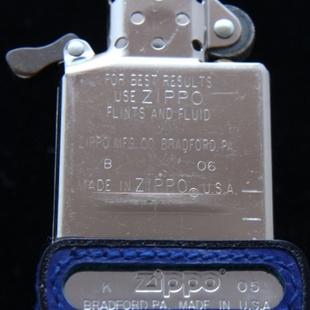 FOR BEST RESULTS
USE ZIPPO
FLINTS AND FLUID
ZIPPO MFG. CO. BRADFORD, PA.
B 06
MADE IN ZIPPO ® U.S.A.
K Zippo 05
BRADFORD PA. MADE IN U.S.A